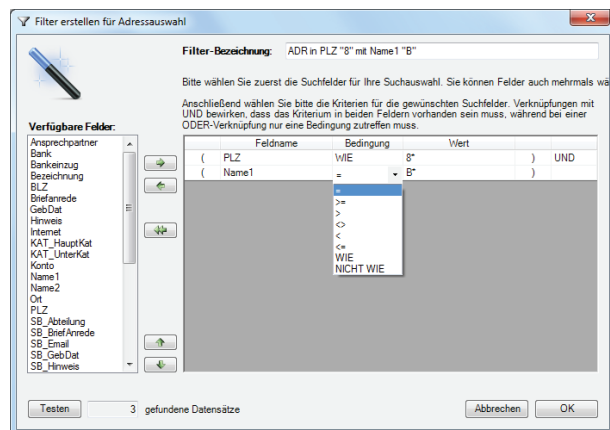 Filter erstellen für Adressauswahl
Filter-Bezeichnung: ADR in PLZ "8" mit Name1 "B"
Bitte wählen Sie zuerst die Suchfelder für Ihre Suchauswahl. Sie können Felder auch mehrmals wä
Anschließend wählen Sie bitte die Kriterien für die gewünschten Suchfelder. Verknüpfungen mit
UND bewirken, dass das Kriterium in beiden Feldern vorhanden sein muss, während bei einer
ODER-Verknüpfung nur eine Bedingung zutreffen muss.
Verfügbare Felder:
Ansprechpartner
Bank
Bankeinzug
Bezeichnung
BLZ
Briefanrede
GebDat
Hinweis
Internet
KAT_HauptKat
KAT_UnterKat
Konto
Name1
Name2
Ort
PLZ
SB_Abteilung
SB_BriefAnrede
SB_Email
SB_GebDat
SB_Hinweis
Feldname Bedingung Wert
( PLZ WIE 8* ) UND
( Name1 = B* )
=
>=
>
<>
<
<=
WIE
NICHT WIE
Testen 3 gefundene Datensätze Abbrechen OK